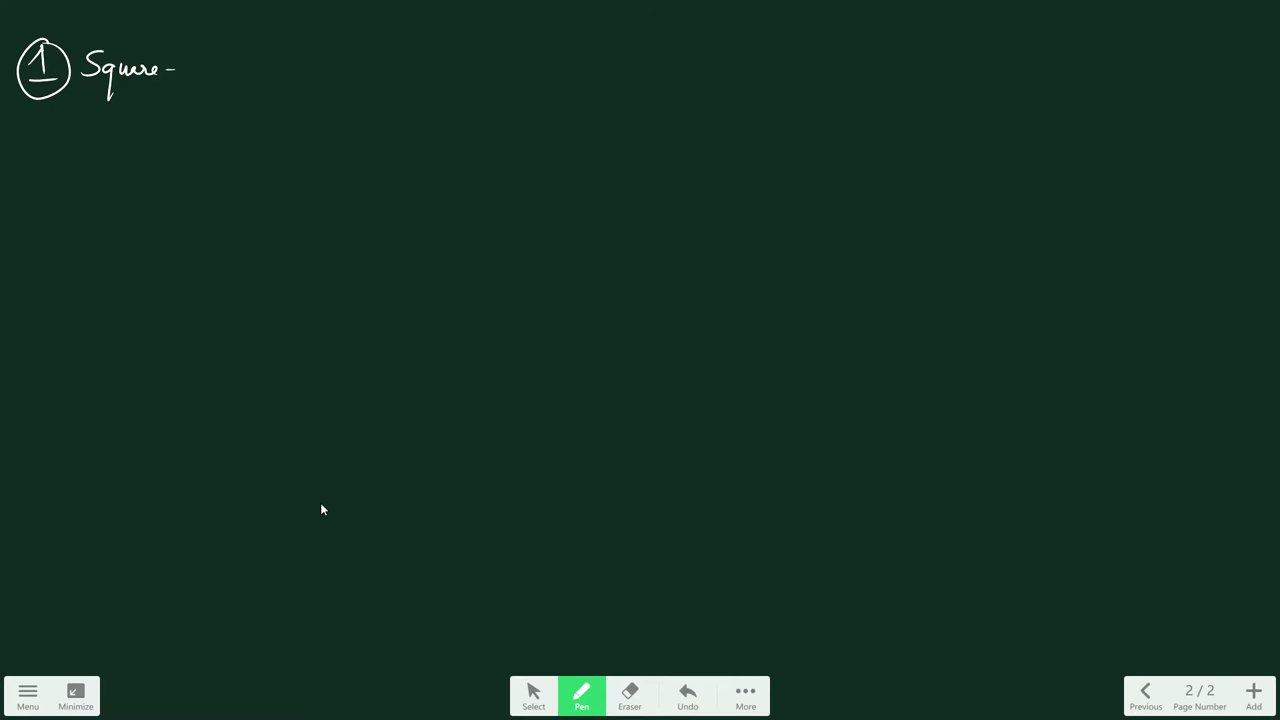 ① Square -
Menu Minimize Select Pen Eraser Undo More Previous 2 / 2 Page Number Add